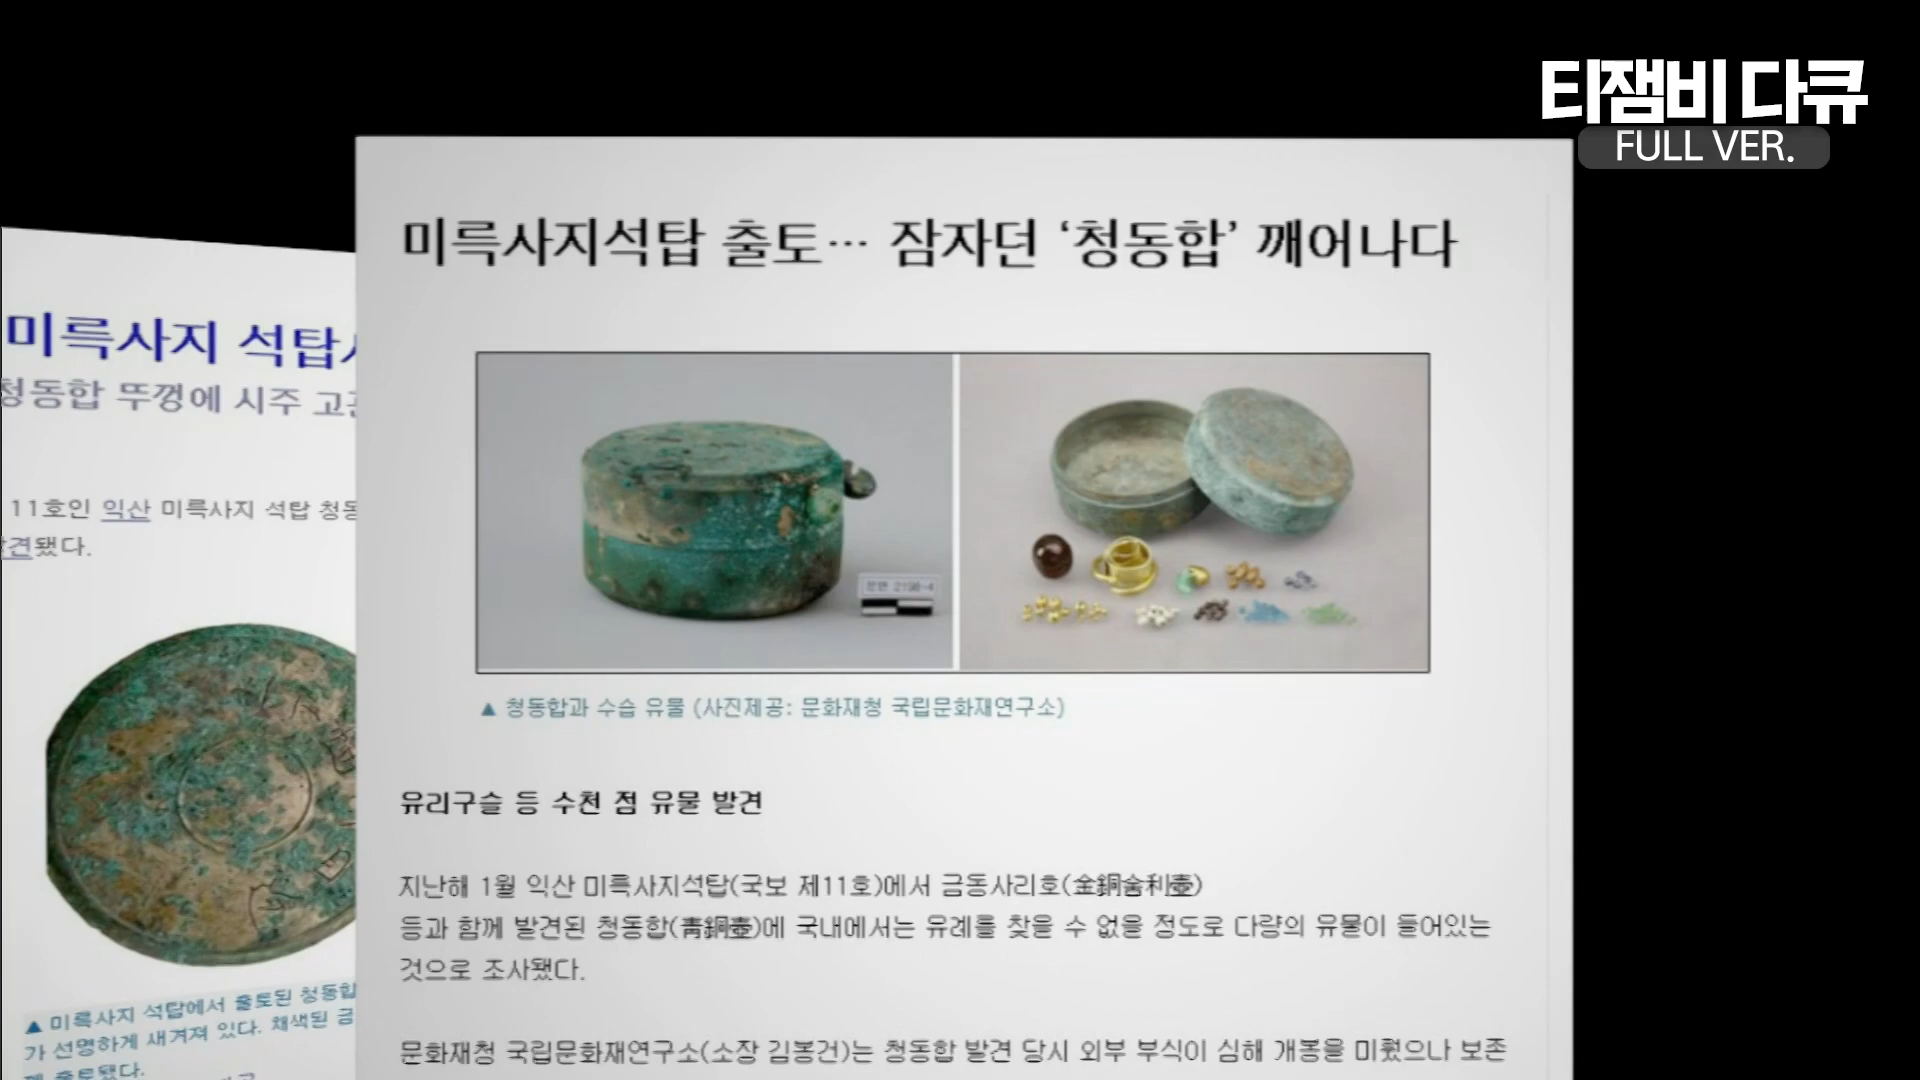 티잼비 다큐
FULL VER.
미륵사지석탑 출토… 잠자던 ‘청동합’ 깨어나다
▲ 청동합과 수습 유물 (사진제공: 문화재청 국립문화재연구소)
유리구슬 등 수천 점 유물 발견
지난해 1월 익산 미륵사지석탑(국보 제11호)에서 금동사리호(金銅舍利壺)
등과 함께 발견된 청동합(靑銅壺)에 국내에서는 유례를 찾을 수 없을 정도로 다량의 유물이 들어있는
것으로 조사됐다.
문화재청 국립문화재연구소(소장 김봉건)는 청동합 발견 당시 외부 부식이 심해 개봉을 미뤘으나 보존
미륵사지 석탑
청동합 뚜껑에 시주
11호인 익산 미륵사지 석탑 청동
발견됐다.
▲ 미륵사지 석탑에서 출토된 청동합
가 선명하게 새겨져 있다. 채색된 금
께 출토됐다.